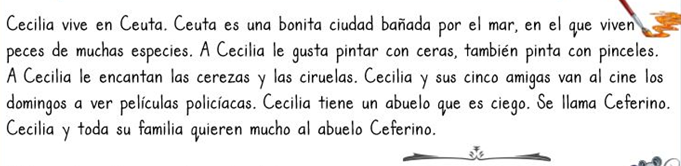 Cecilia vive en Ceuta. Ceuta es una bonita ciudad bañada por el mar, en el que viven
peces de muchas especies. A Cecilia le gusta pintar con ceras, también pinta con pinceles.
A Cecilia le encantan las cerezas y las ciruelas. Cecilia y sus cinco amigas van al cine los
domingos a ver películas policíacas. Cecilia tiene un abuelo que es ciego. Se llama Ceferino.
Cecilia y toda su familia quieren mucho al abuelo Ceferino.